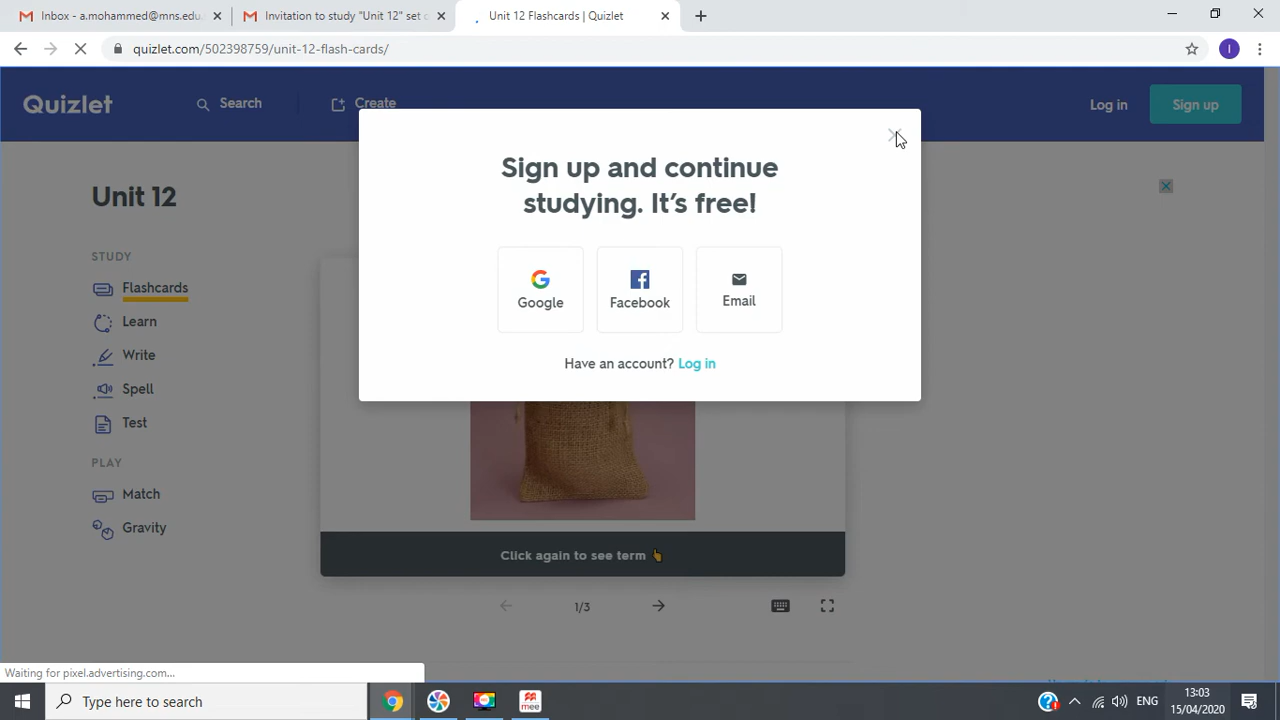 Inbox - a.mohammed@mns.edu.
Invitation to study "Unit 12" set o
Unit 12 Flashcards | Quizlet
quizlet.com/502398759/unit-12-flash-cards/
I
Quizlet
Search
Create
Log in
Sign up
Sign up and continue
studying. It's free!
Google
Facebook
Email
Have an account? Log in
Unit 12
STUDY
Flashcards
Learn
Write
Spell
Test
PLAY
Match
Gravity
Click again to see term
1/3
Waiting for pixel.advertising.com...
Type here to search
mee
ENG
13:03
15/04/2020